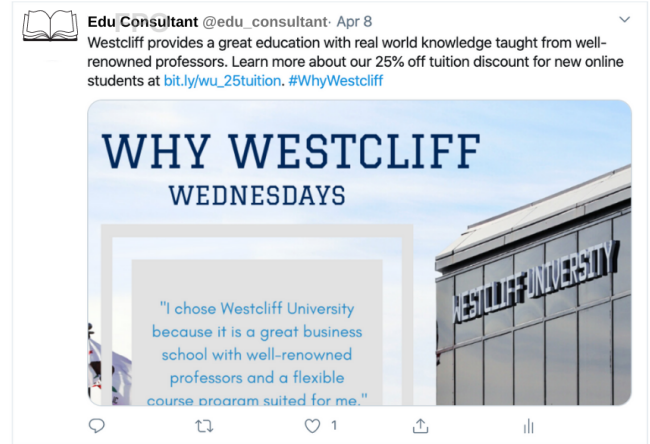 Edu Consultant @edu_consultant· Apr 8
FPO
Westcliff provides a great education with real world knowledge taught from well-
renowned professors. Learn more about our 25% off tuition discount for new online
students at bit.ly/wu_25tuition. #WhyWestcliff
WHY WESTCLIFF
WEDNESDAYS
WESTCLIFF UNIVERSITY
"I chose Westcliff University
because it is a great business
school with well-renowned
professors and a flexible
course program suited for me."
1